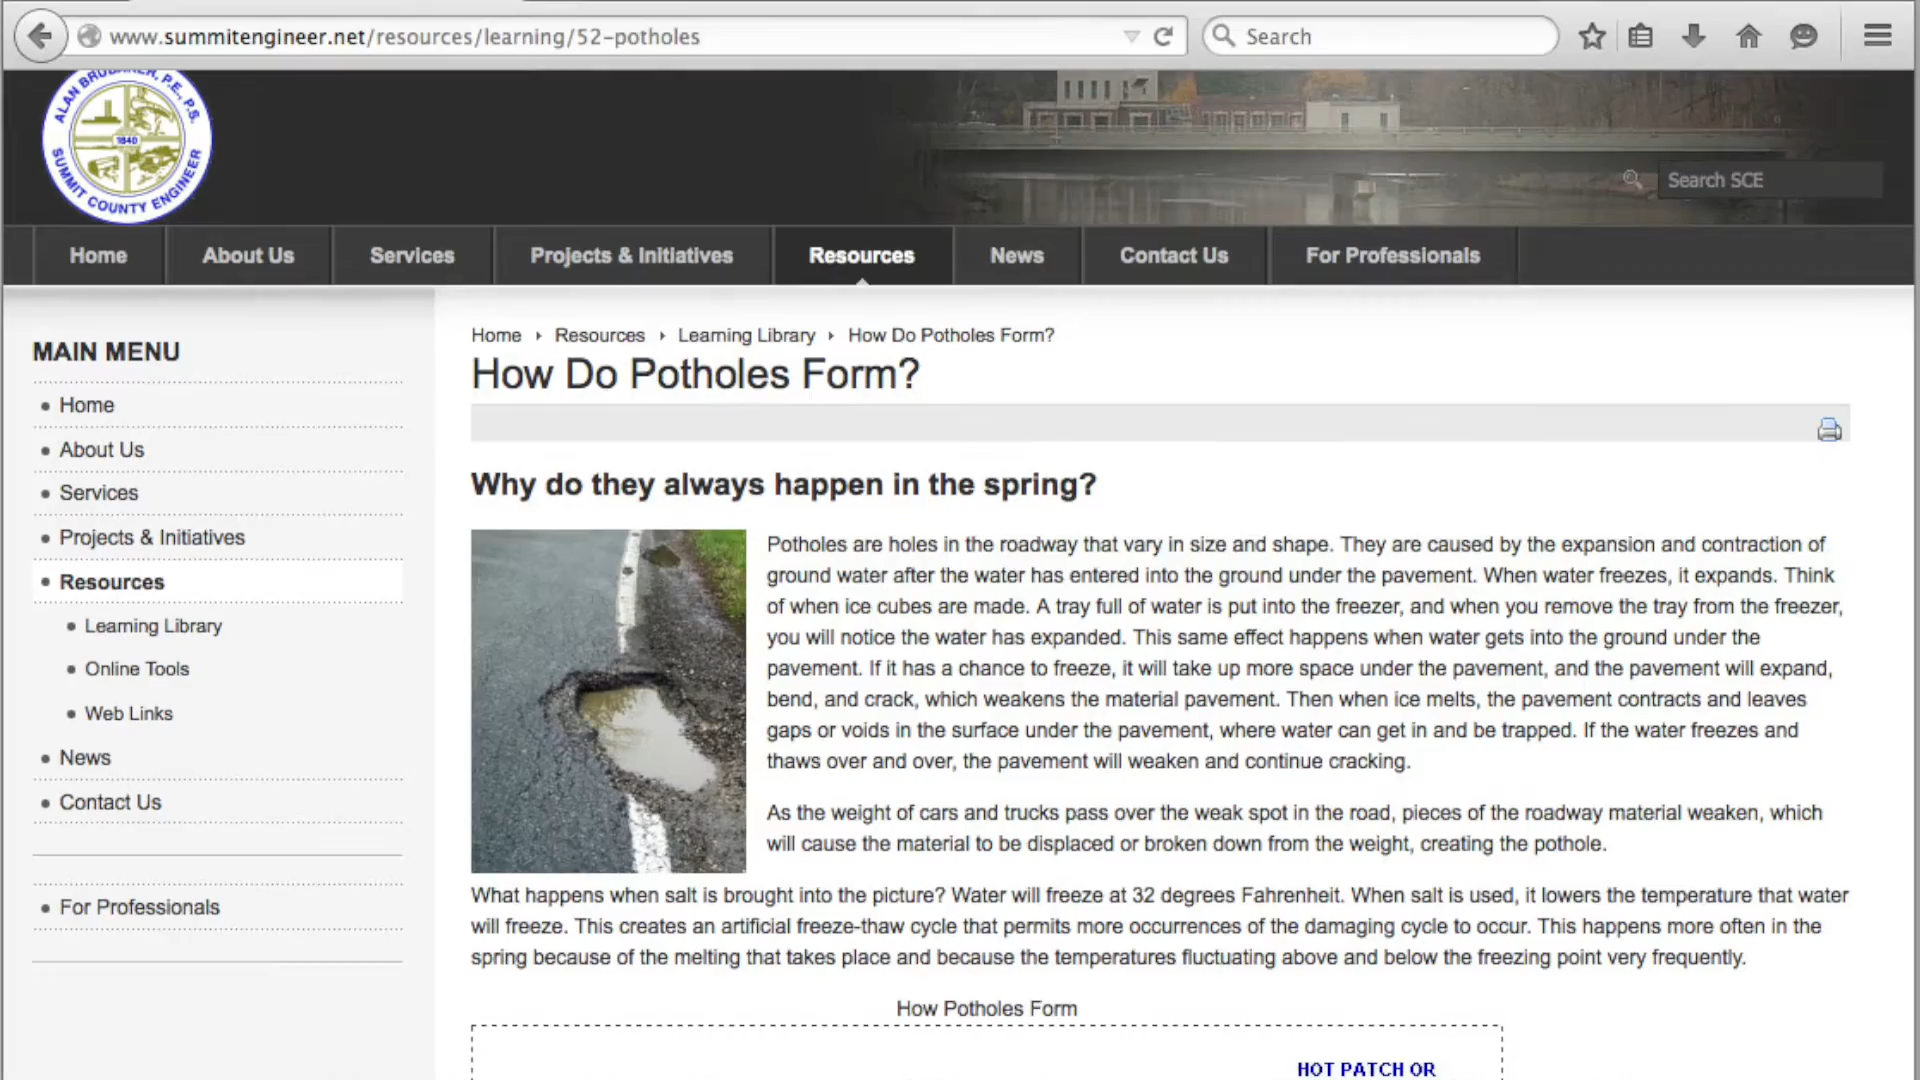 www.summitengineer.net/resources/learning/52-potholes
Search
ALAN BRUBAKER, P.E., P.S.
1840
SUMMIT COUNTY ENGINEER
Search SCE
Home
About Us
Services
Projects & Initiatives
Resources
News
Contact Us
For Professionals
MAIN MENU
Home
About Us
Services
Projects & Initiatives
Resources
Learning Library
Online Tools
Web Links
News
Contact Us
For Professionals
Home Resources Learning Library How Do Potholes Form?
How Do Potholes Form?
Why do they always happen in the spring?
Potholes are holes in the roadway that vary in size and shape. They are caused by the expansion and contraction of
ground water after the water has entered into the ground under the pavement. When water freezes, it expands. Think
of when ice cubes are made. A tray full of water is put into the freezer, and when you remove the tray from the freezer,
you will notice the water has expanded. This same effect happens when water gets into the ground under the
pavement. If it has a chance to freeze, it will take up more space under the pavement, and the pavement will expand,
bend, and crack, which weakens the material pavement. Then when ice melts, the pavement contracts and leaves
gaps or voids in the surface under the pavement, where water can get in and be trapped. If the water freezes and
thaws over and over, the pavement will weaken and continue cracking.
As the weight of cars and trucks pass over the weak spot in the road, pieces of the roadway material weaken, which
will cause the material to be displaced or broken down from the weight, creating the pothole.
What happens when salt is brought into the picture? Water will freeze at 32 degrees Fahrenheit. When salt is used, it lowers the temperature that water
will freeze. This creates an artificial freeze-thaw cycle that permits more occurrences of the damaging cycle to occur. This happens more often in the
spring because of the melting that takes place and because the temperatures fluctuating above and below the freezing point very frequently.
How Potholes Form
HOT PATCH OR